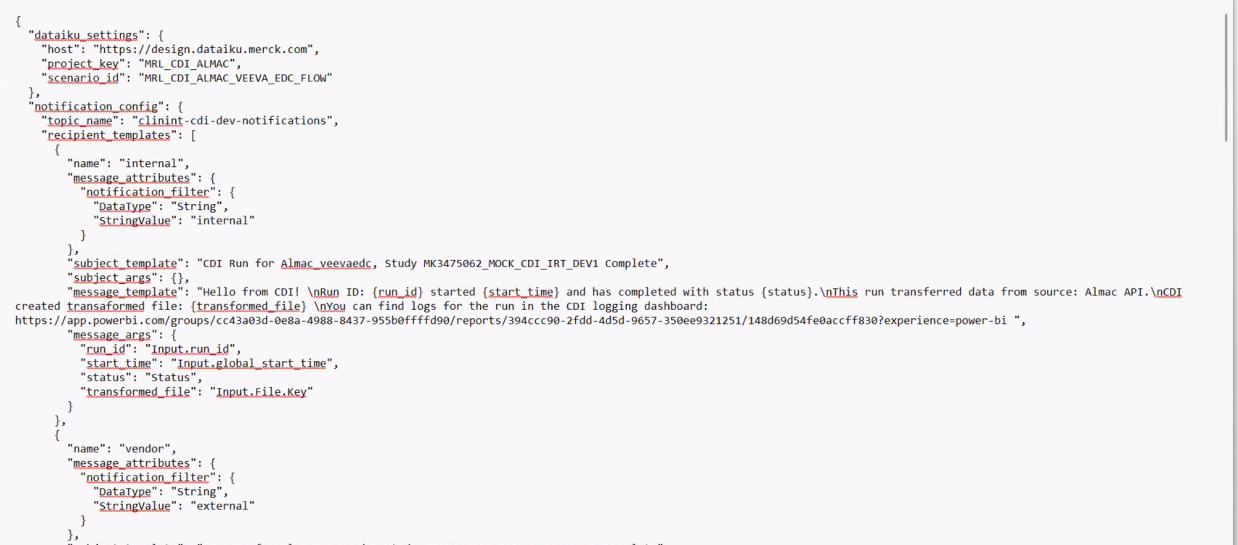 {
"dataiku_settings": {
"host": "https://design.dataiku.merck.com",
"project_key": "MRL_CDI_ALMAC",
"scenario_id": "MRL_CDI_ALMAC_VEEVA_EDC_FLOW"
},
"notification_config": {
"topic_name": "clinint-cdi-dev-notifications",
"recipient_templates": [
{
"name": "internal",
"message_attributes": {
"notification_filter": {
"DataType": "String",
"StringValue": "internal"
}
},
"subject_template": "CDI Run for Almac_veevaedc, Study MK3475062_MOCK_CDI_IRT_DEV1 Complete",
"subject_args": {},
"message_template": "Hello from CDI! \nRun ID: {run_id} started {start_time} and has completed with status {status}.\nThis run transferred data from source: Almac API.\nCDI
created transaformed file: {transformed_file} \nYou can find logs for the run in the CDI logging dashboard:
https://app.powerbi.com/groups/cc43a03d-0e8a-4988-8437-955b0ffffd90/reports/394ccc90-2fdd-4d5d-9657-350ee9321251/148d69d54fe0accff830?experience=power-bi ",
"message_args": {
"run_id": "Input.run_id",
"start_time": "Input.global_start_time",
"status": "Status",
"transformed_file": "Input.File.Key"
}
},
{
"name": "vendor",
"message_attributes": {
"notification_filter": {
"DataType": "String",
"StringValue": "external"
}
},